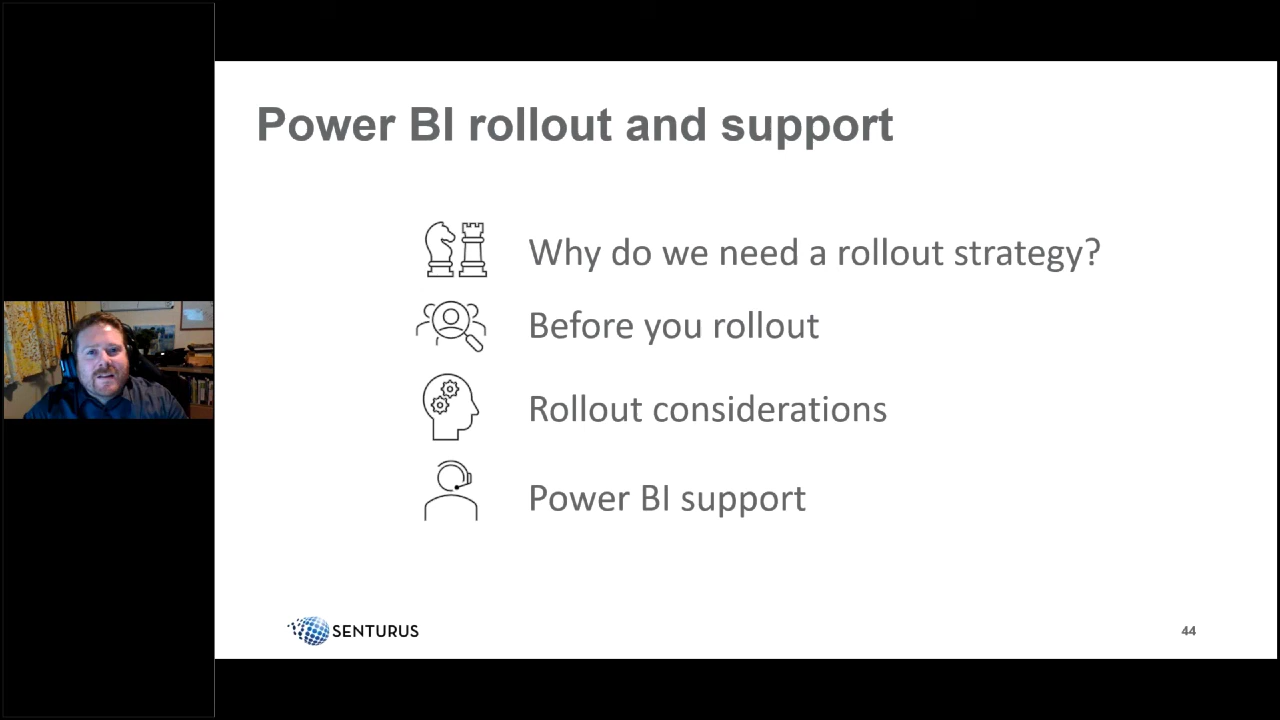 Power BI rollout and support
Why do we need a rollout strategy?
Before you rollout
Rollout considerations
Power BI support
SENTURUS
44